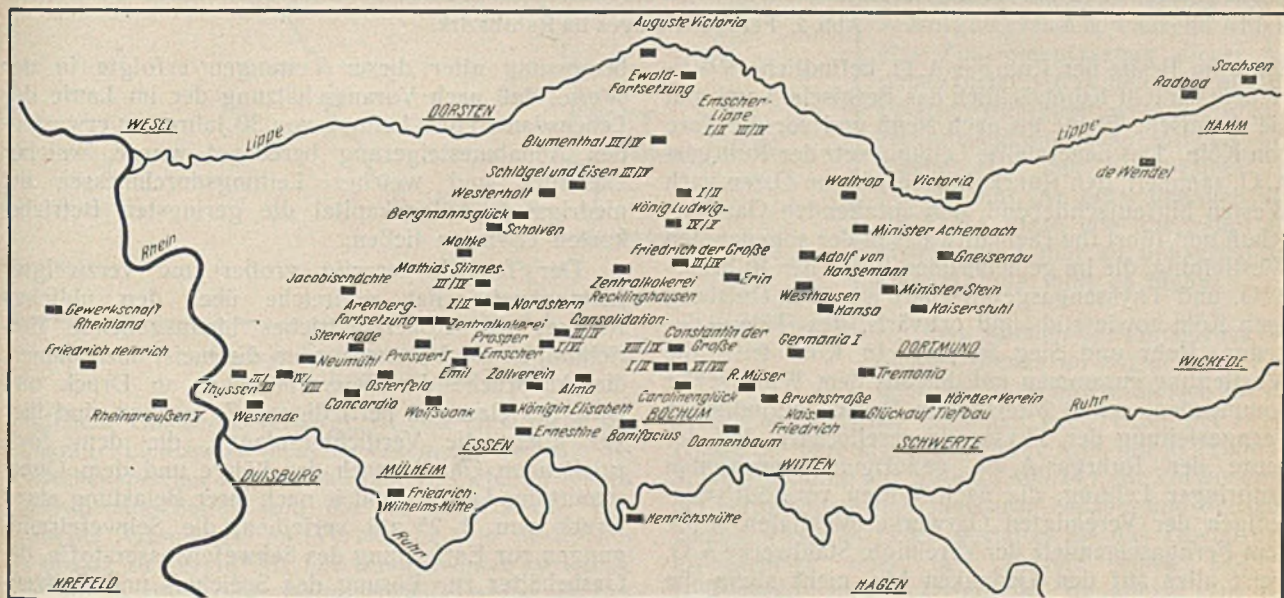 Auguste Victoria
Ewald-
Fortsetzung
Sachsen
Radbod
Emscher-
Lippe
I/II III/IV
WESEL
Lippe
DORSTEN
Lippe
HAMM
Blumenthal III/IV
de Wendel
Schlägel und Eisen III/IV
Westerholt
I/II
König Ludwig-
IV/V
Waltrop
Victoria
Bergmannsglück
Scholven
Minister Achenbach
Rhein
Moltke
Friedrich der Große
III/IV
Adolf von
Hansemann
Gneisenau
Mathias Stinnes-
III/IV
I/II
Jacobischächte
Zentralkokerei
Recklinghausen
Erin
Westhausen
Minister Stein
Arenberg-
Fortsetzung
Nordstern
Hansa
Kaiserstuhl
Gewerkschaft
Rheinland
Zentralkokerei
Prosper
Consolidation-
III/IV
I/VI
Constantin der
Große
Germania I
Sterkrade
Neumühl
Prosper I
Emscher
Emil
DORTMUND
Friedrich Heinrich
Zollverein
I/II
VI/VII
WICKEDE
Thyssen
Osterfeld
Alma
R. Müser
Tremonia
Carolinenglück
Westende
Concordia
Wolfsbank
Königin Elisabeth
Bruchstraße
Hörder Verein
Ruhr
Rheinpreußen V
BOCHUM
Kais.
Friedrich
Glückauf Tiefbau
Ernestine
Bonifacius
Dannenbaum
ESSEN
SCHWERTE
DUISBURG
MÜLHEIM
WITTEN
Friedrich-
Wilhelms-Hütte
Henrichshütte
Ruhr
KREFELD
HAGEN